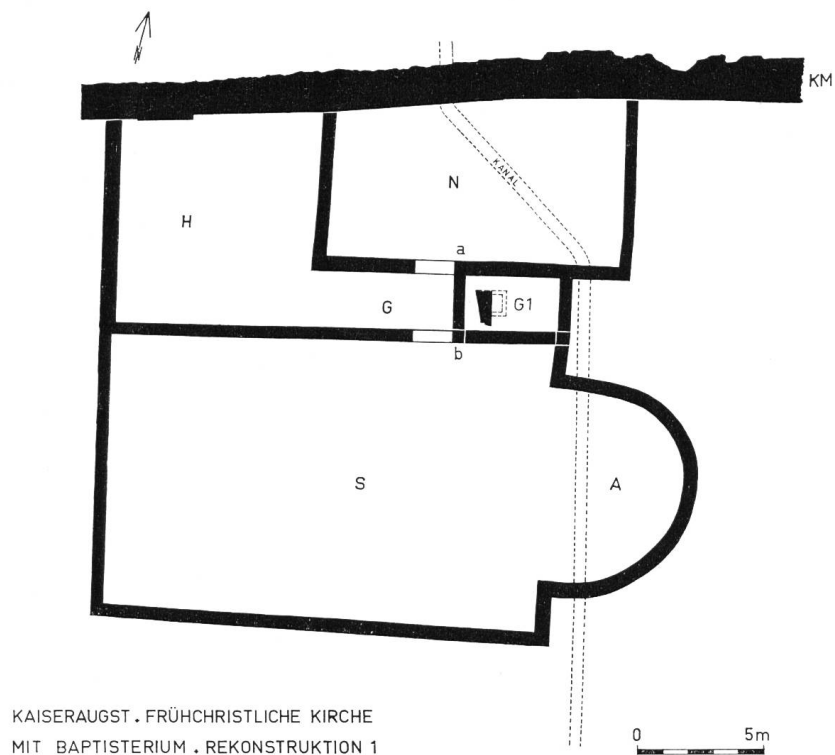 N
KM
KANAL
N
H
a
G
G1
b
S
A
KAISERAUGST. FRÜHCHRISTLICHE KIRCHE
MIT BAPTISTERIUM. REKONSTRUKTION 1
0 5m